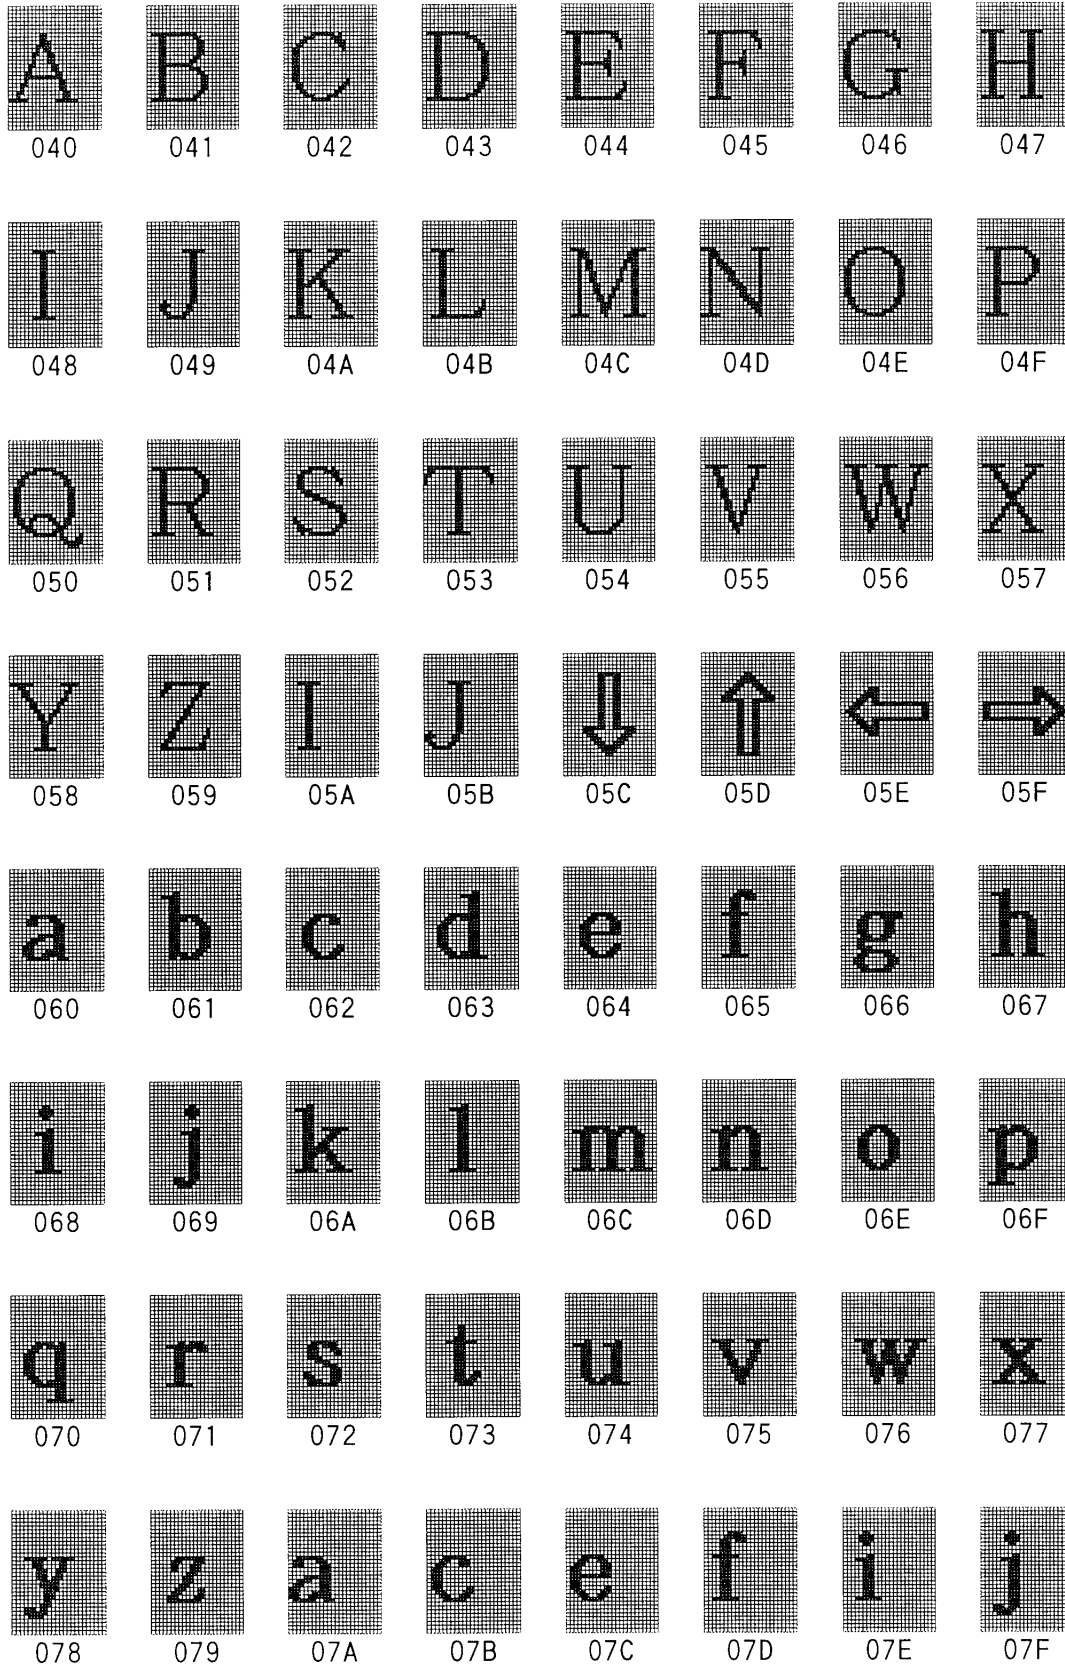 A B C D E F G H
040 041 042 043 044 045 046 047
I J K L M N O P
048 049 04A 04B 04C 04D 04E 04F
Q R S T U V W X
050 051 052 053 054 055 056 057
Y Z I J ⇩ ⇧ ⇦ ⇨
058 059 05A 05B 05C 05D 05E 05F
a b c d e f g h
060 061 062 063 064 065 066 067
i j k l m n o p
068 069 06A 06B 06C 06D 06E 06F
q r s t u v w x
070 071 072 073 074 075 076 077
y z a c e f i j
078 079 07A 07B 07C 07D 07E 07F